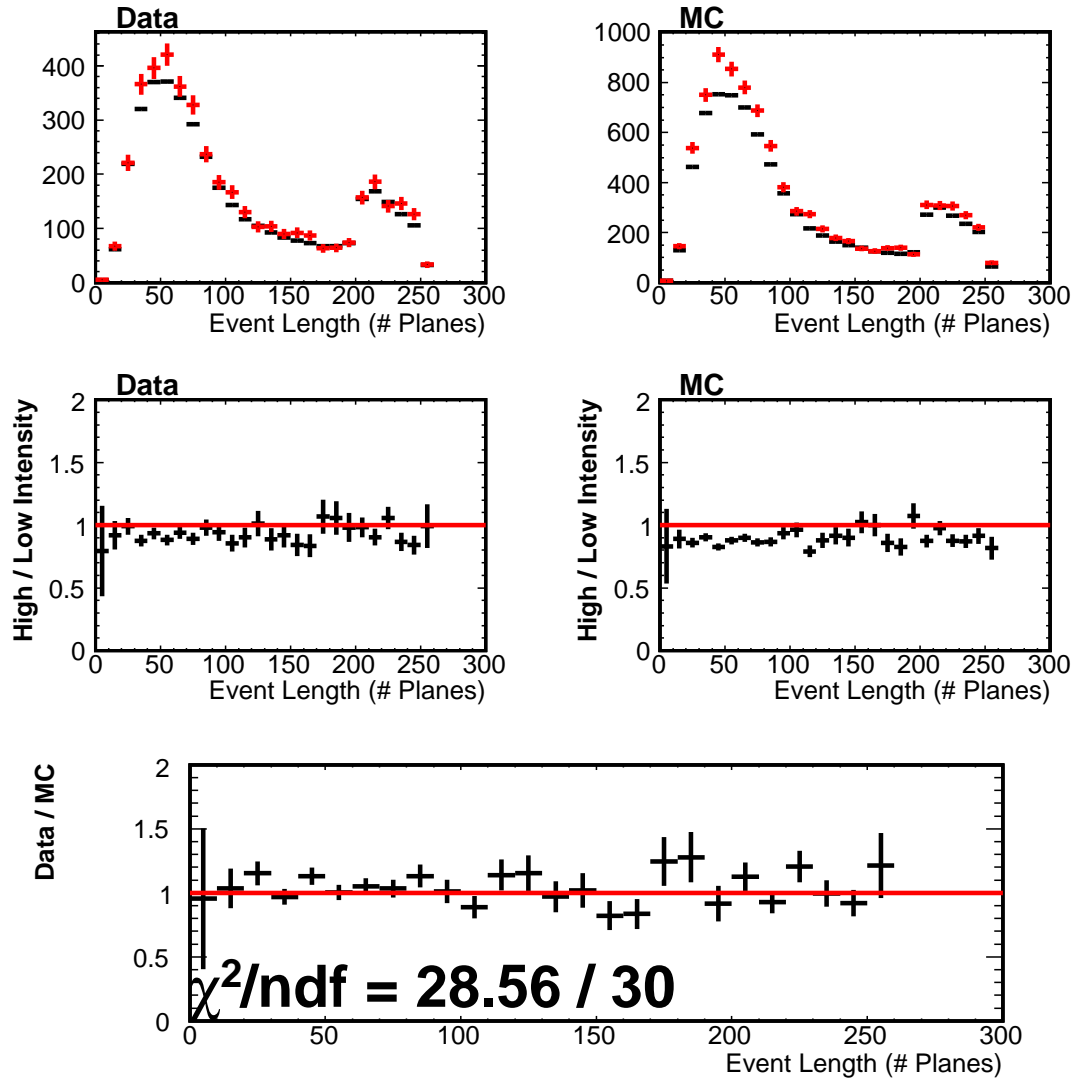 Data
400
300
200
100
0
0 50 100 150 200 250 300
Event Length (# Planes)
MC
1000
800
600
400
200
0
0 50 100 150 200 250 300
Event Length (# Planes)
Data
High / Low Intensity
2
1.5
1
0.5
0
0 50 100 150 200 250 300
Event Length (# Planes)
MC
High / Low Intensity
2
1.5
1
0.5
0
0 50 100 150 200 250 300
Event Length (# Planes)
Data / MC
2
1.5
1
0.5
0
χ²/ndf = 28.56 / 30
0 50 100 150 200 250 300
Event Length (# Planes)